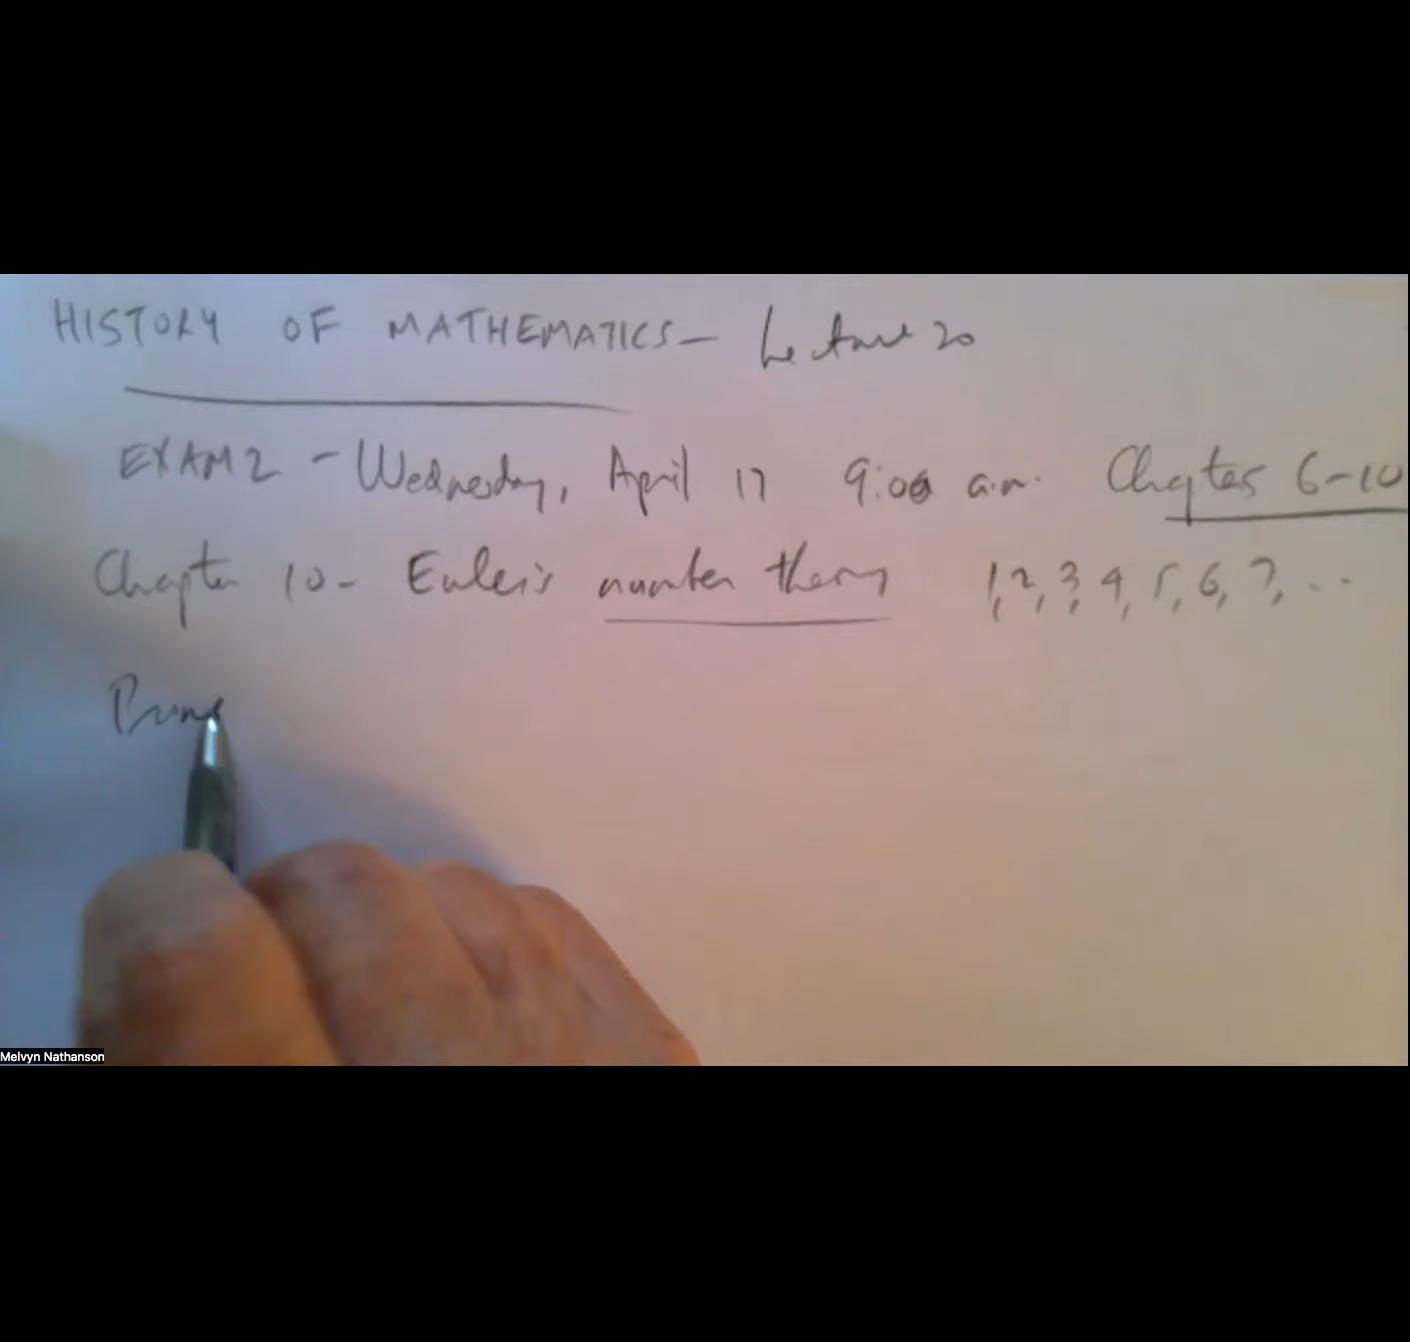 HISTORY OF MATHEMATICS — Lecture 20
EXAM 2 - Wednesday, April 17 9:00 a.m. Chapters 6-10
Chapter 10 - Euler's number theory 1, 2, 3, 4, 5, 6, 7, ...
Prime
Melvyn Nathanson